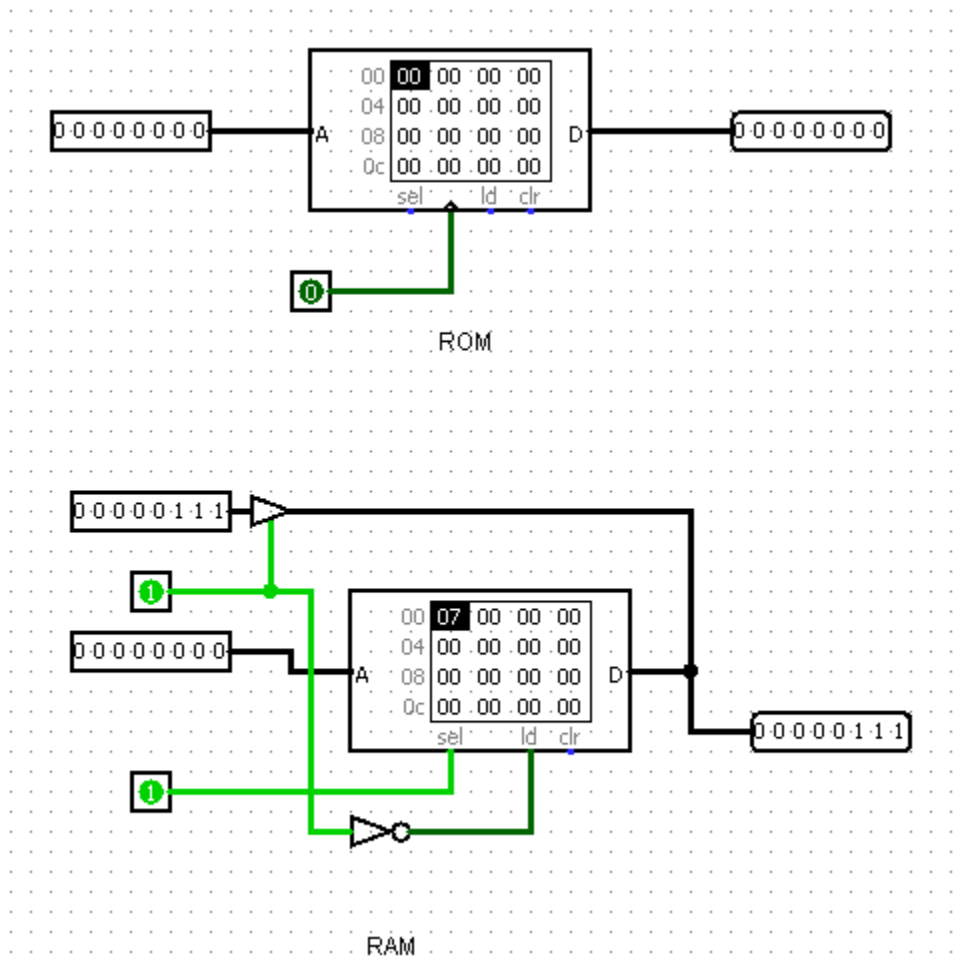 00 00 00 00 00
0 0 0 0 0 0 0 0 A 04 00 00 00 00 D 0 0 0 0 0 0 0 0
08 00 00 00 00
0c 00 00 00 00
sel ld clr
0
ROM
0 0 0 0 0 1 1 1
1
00 07 00 00 00
0 0 0 0 0 0 0 0 04 00 00 00 00
A 08 00 00 00 00 D
0c 00 00 00 00
sel ld clr 0 0 0 0 0 1 1 1
1
RAM